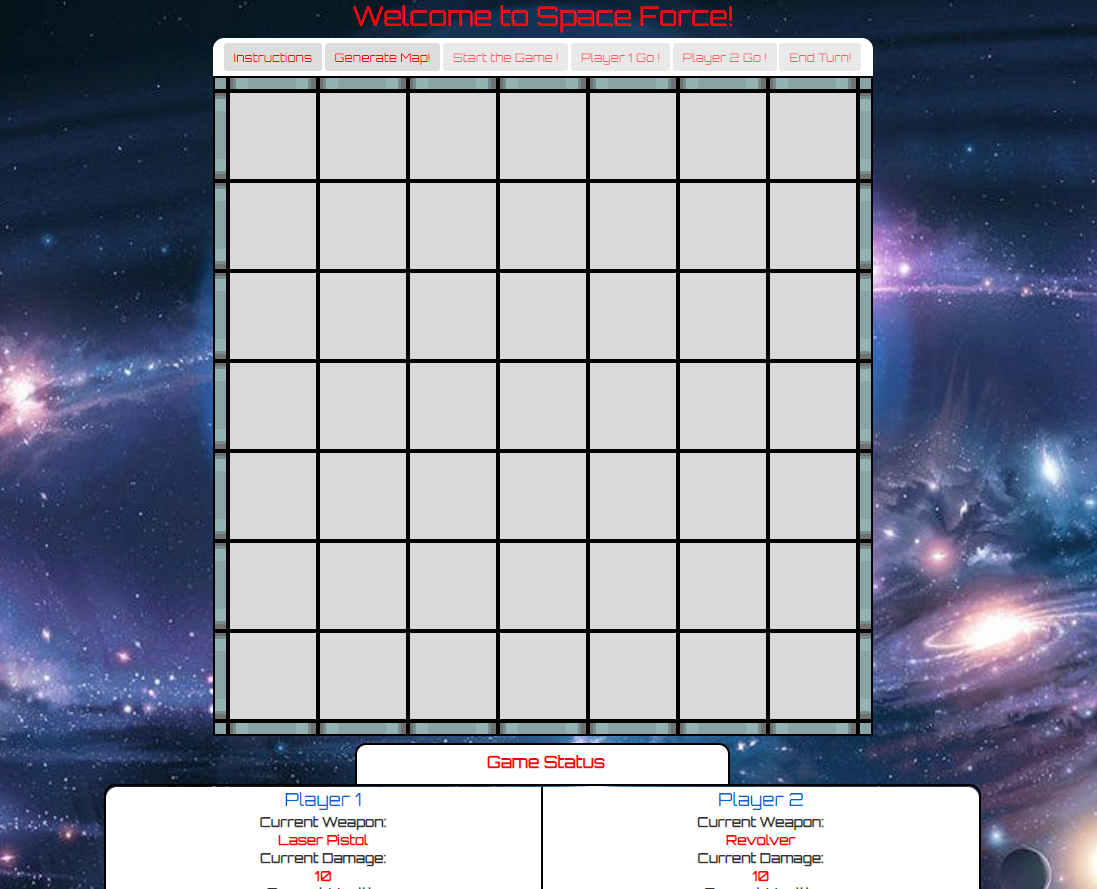 Welcome to Space Force!
Instructions Generate Map! Start the Game ! Player 1 Go ! Player 2 Go ! End Turn!
Game Status
Player 1 Player 2
Current Weapon: Current Weapon:
Laser Pistol Revolver
Current Damage: Current Damage:
10 10